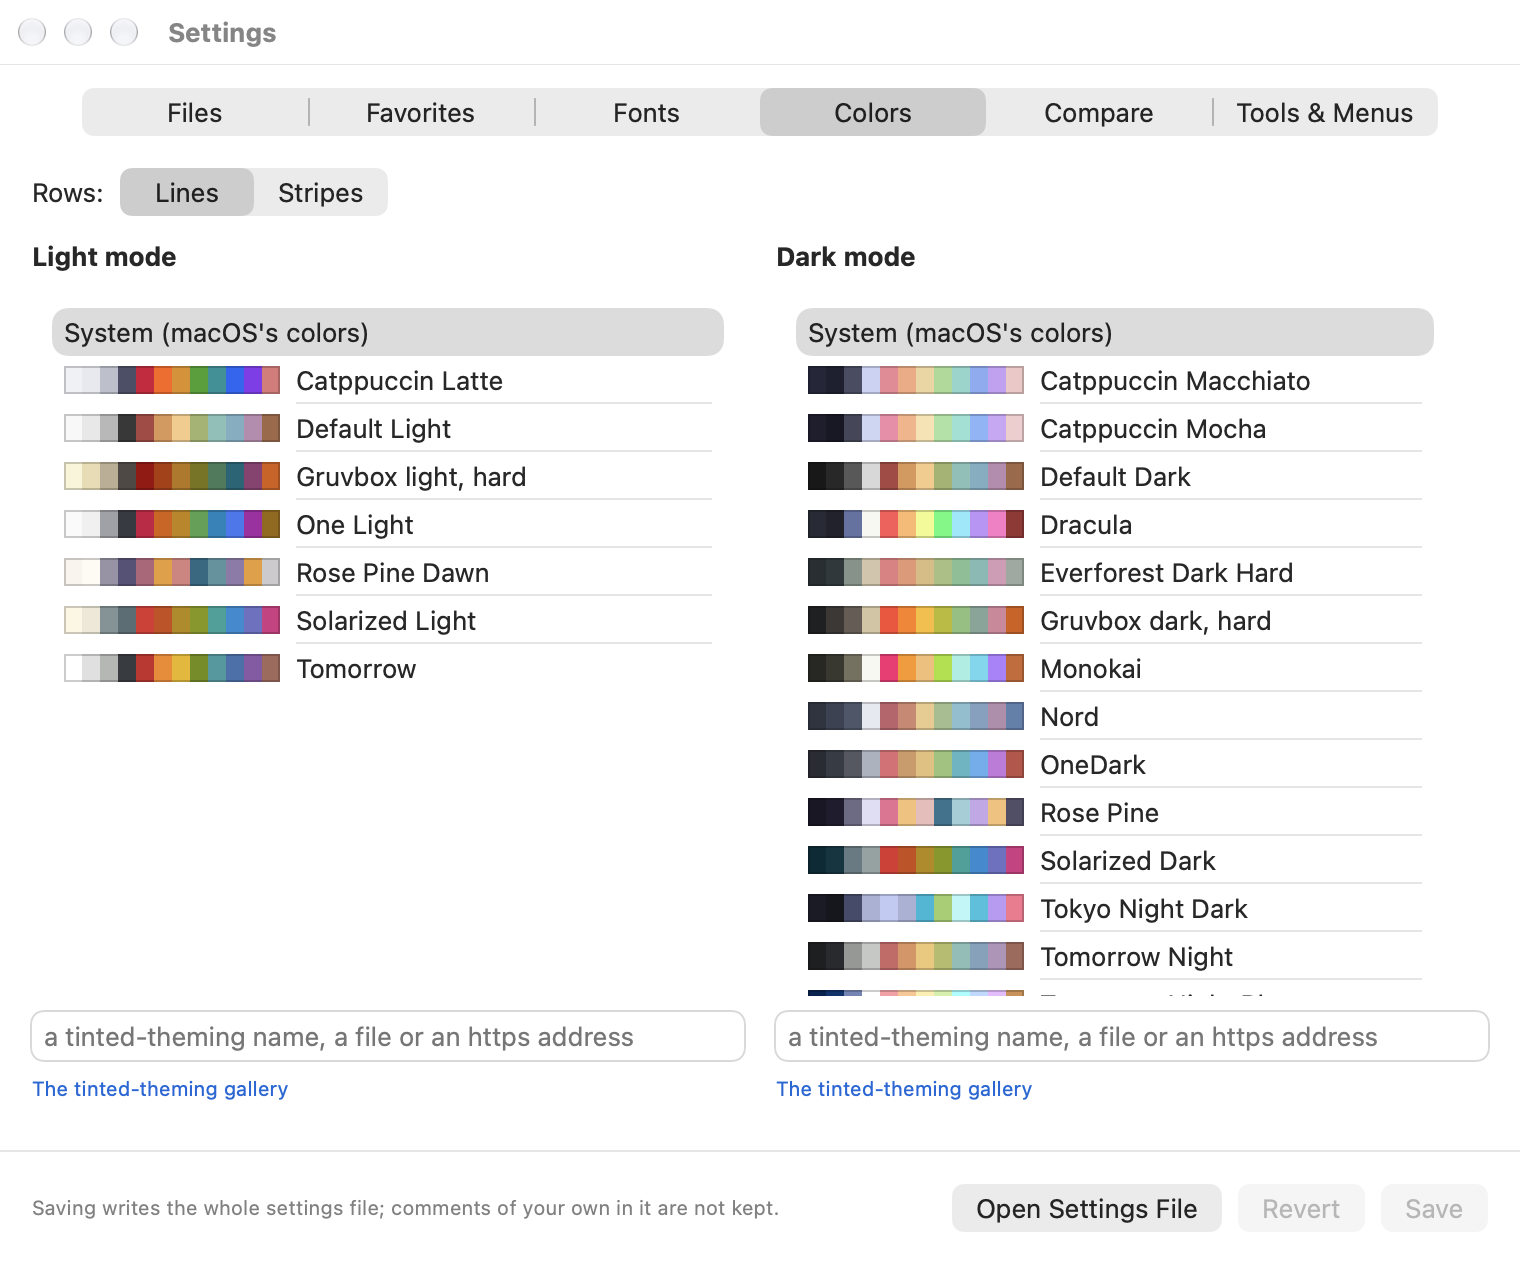 Settings
Files
Favorites
Fonts
Colors
Compare
Tools & Menus
Rows:
Lines
Stripes
Light mode
System (macOS's colors)
Catppuccin Latte
Default Light
Gruvbox light, hard
One Light
Rose Pine Dawn
Solarized Light
Tomorrow
a tinted-theming name, a file or an https address
The tinted-theming gallery
Dark mode
System (macOS's colors)
Catppuccin Macchiato
Catppuccin Mocha
Default Dark
Dracula
Everforest Dark Hard
Gruvbox dark, hard
Monokai
Nord
OneDark
Rose Pine
Solarized Dark
Tokyo Night Dark
Tomorrow Night
a tinted-theming name, a file or an https address
The tinted-theming gallery
Saving writes the whole settings file; comments of your own in it are not kept.
Open Settings File
Revert
Save